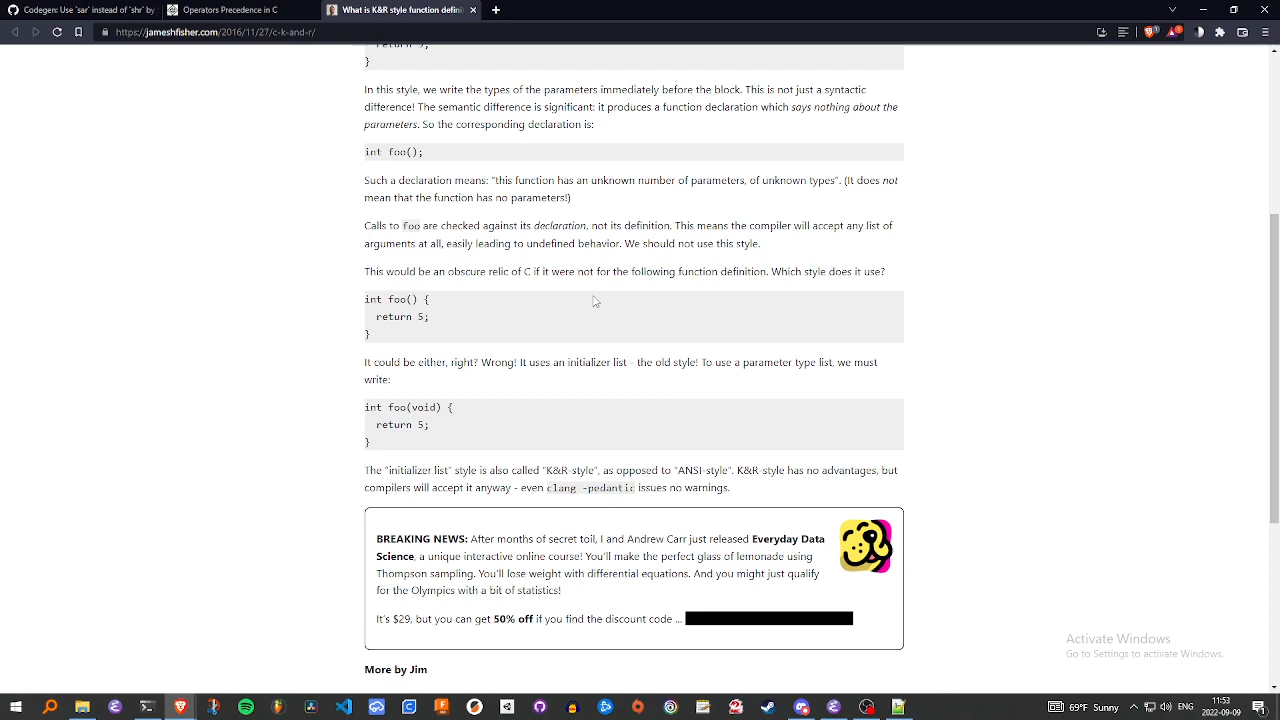 Codegen: Use `sar` instead of `shr` by
Operators Precedence in C
What is K&R style function definit
https://jameshfisher.com/2016/11/27/c-k-and-r/
}
In this style, we write the types of the parameters immediately before the block. This is not just a syntactic
difference! The semantic difference is significant: it produces a function declaration which says nothing about the
parameters. So the corresponding declaration is:
int foo();
Such a declaration means: “this function has an unknown number of parameters, of unknown types”. (It does not
mean that the function has no parameters!)
Calls to foo are checked against its declaration, not its definition. This means the compiler will accept any list of
arguments at all, easily leading to undefined behavior. We should not use this style.
This would be an obscure relic of C if it were not for the following function definition. Which style does it use?
int foo() {
return 5;
}
It could be either, right? Wrong! It uses an initializer list - the old style! To use a parameter type list, we must
write:
int foo(void) {
return 5;
}
The “initializer list” style is also called “K&R-style”, as opposed to “ANSI-style”. K&R-style has no advantages, but
compilers will accept it anyway - even clang -pedantic issues no warnings.
BREAKING NEWS: After months of secret toil, I and Andrew Carr just released Everyday Data
Science, a unique interactive online course! You’ll make the perfect glass of lemonade using
Thompson sampling. You’ll lose weight with differential equations. And you might just qualify
for the Olympics with a bit of statistics!
It’s $29, but you can get 50% off if you find the discount code ...
More by Jim
Activate Windows
Go to Settings to activate Windows.
ENG
11:53
2022-09-09